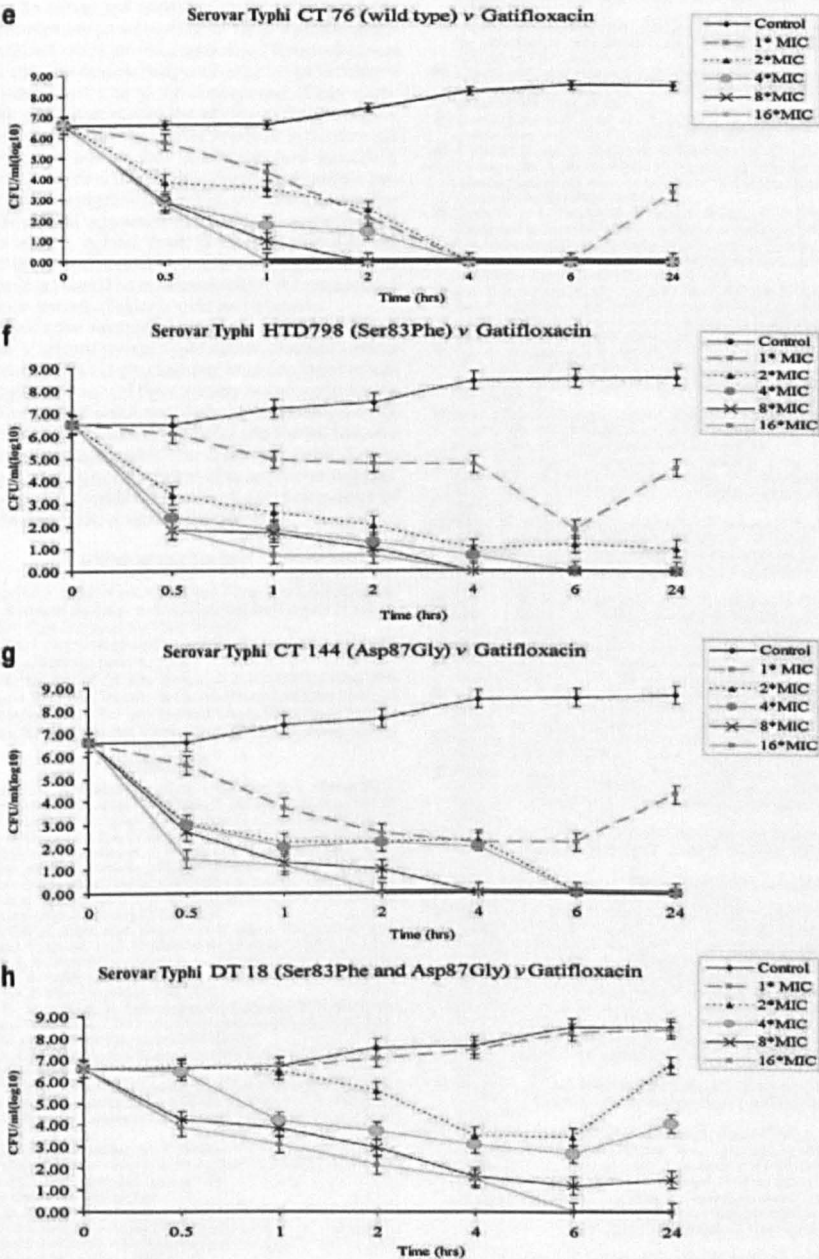 e
Serovar Typhi CT 76 (wild type) v Gatifloxacin
Control
1* MIC
2*MIC
4*MIC
8*MIC
16*MIC
9.00
8.00
7.00
6.00
5.00
4.00
3.00
2.00
1.00
0.00
CFU/ml(log10)
0 0.5 1 2 4 6 24
Time (hrs)
f
Serovar Typhi HTD798 (Ser83Phe) v Gatifloxacin
Control
1* MIC
2*MIC
4*MIC
8*MIC
16*MIC
9.00
8.00
7.00
6.00
5.00
4.00
3.00
2.00
1.00
0.00
CFU/ml(log10)
0 0.5 1 2 4 6 24
Time (hrs)
g
Serovar Typhi CT 144 (Asp87Gly) v Gatifloxacin
Control
1* MIC
2*MIC
4*MIC
8*MIC
16*MIC
9.00
8.00
7.00
6.00
5.00
4.00
3.00
2.00
1.00
0.00
CFU/ml(log10)
0 0.5 1 2 4 6 24
Time (hrs)
h
Serovar Typhi DT 18 (Ser83Phe and Asp87Gly) v Gatifloxacin
Control
1* MIC
2*MIC
4*MIC
8*MIC
16*MIC
9.00
8.00
7.00
6.00
5.00
4.00
3.00
2.00
1.00
0.00
CFU/ml(log10)
0 0.5 1 2 4 6 24
Time (hrs)